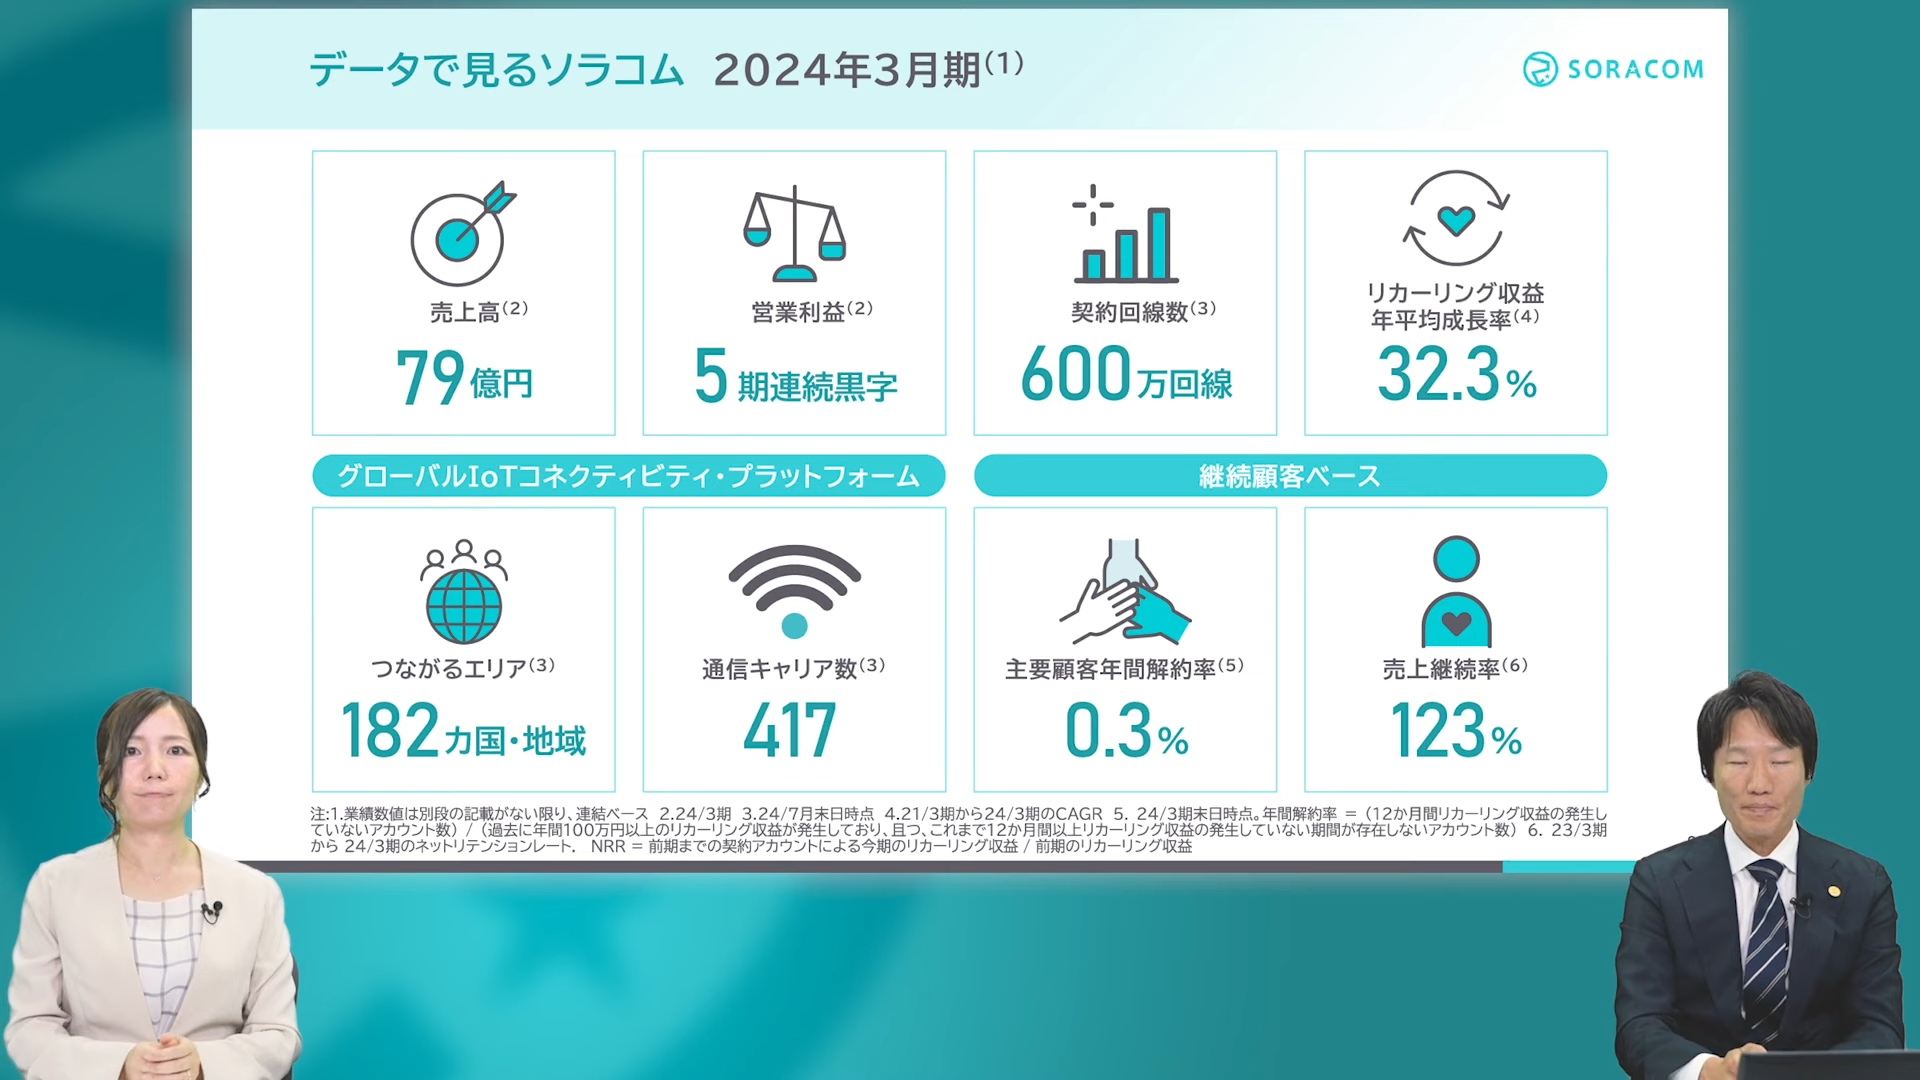 データで見るソラコム 2024年3月期(1)
SORACOM
売上高(2)
79億円
営業利益(2)
5期連続黒字
契約回線数(3)
600万回線
リカーリング収益
年平均成長率(4)
32.3%
グローバルIoTコネクティビティ・プラットフォーム
継続顧客ベース
つながるエリア(3)
182カ国・地域
通信キャリア数(3)
417
主要顧客年間解約率(5)
0.3%
売上継続率(6)
123%
注:1.業績数値は別段の記載がない限り、連結ベース 2.24/3期 3.24/7月末日時点 4.21/3期から24/3期のCAGR 5. 24/3期末日時点。年間解約率 = (12か月間リカーリング収益の発生し
ていないアカウント数) / (過去に年間100万円以上のリカーリング収益が発生しており、且つ、これまで12か月間以上リカーリング収益の発生していない期間が存在しないアカウント数) 6. 23/3期
から 24/3期のネットリテンションレート. NRR = 前期までの契約アカウントによる今期のリカーリング収益 / 前期のリカーリング収益